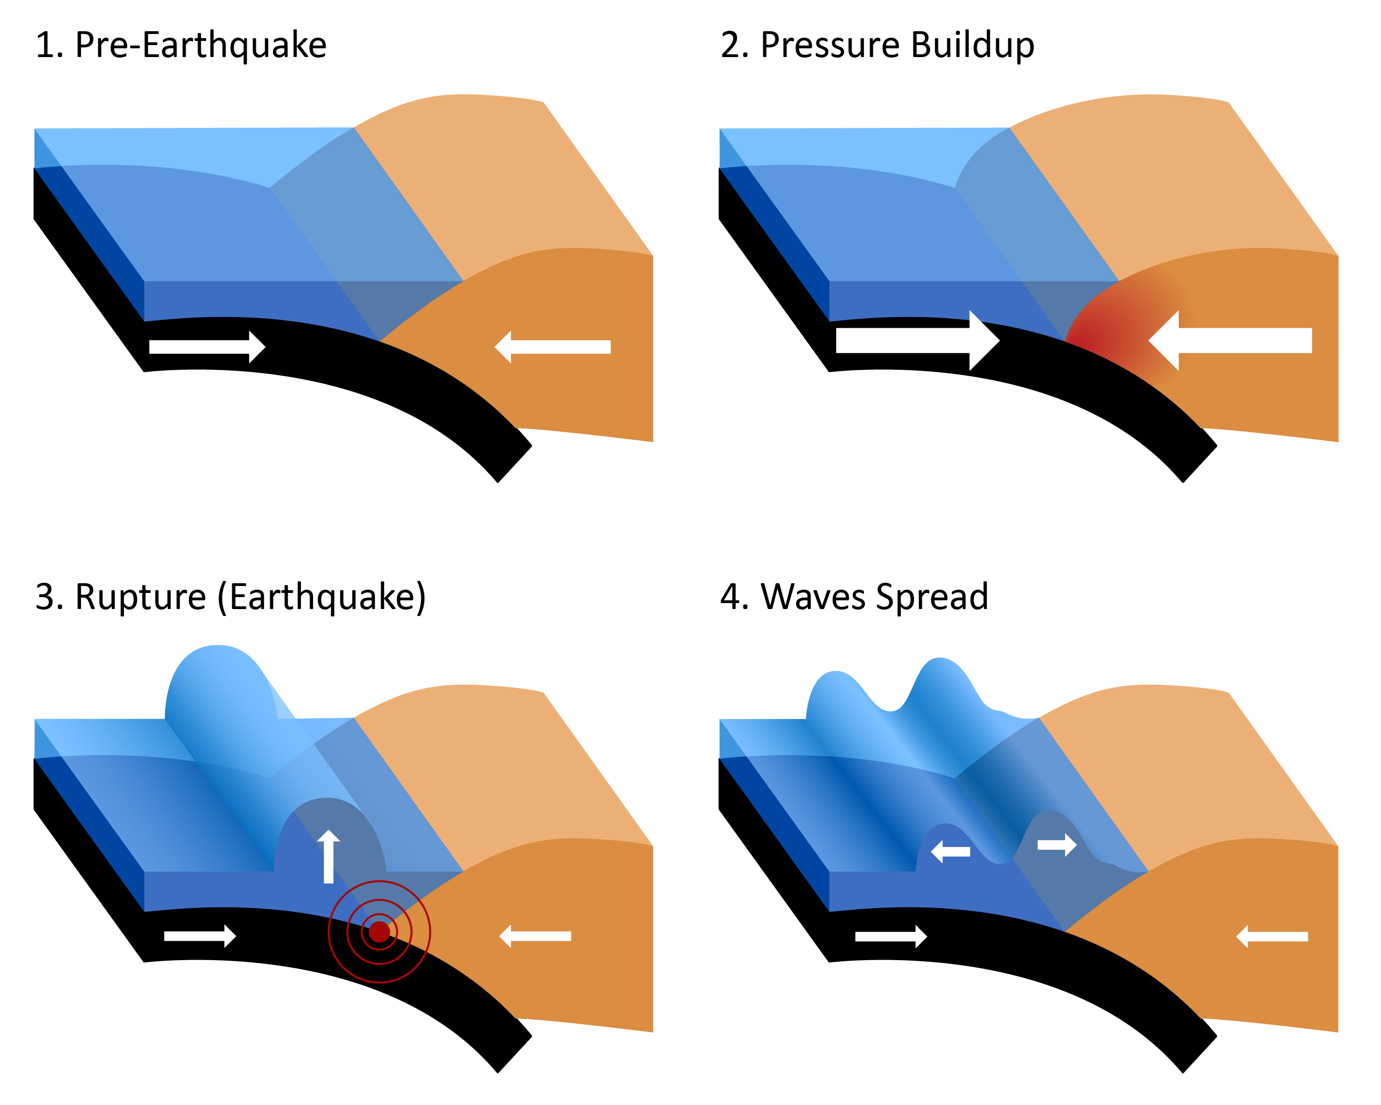 1. Pre-Earthquake
2. Pressure Buildup
3. Rupture (Earthquake)
4. Waves Spread